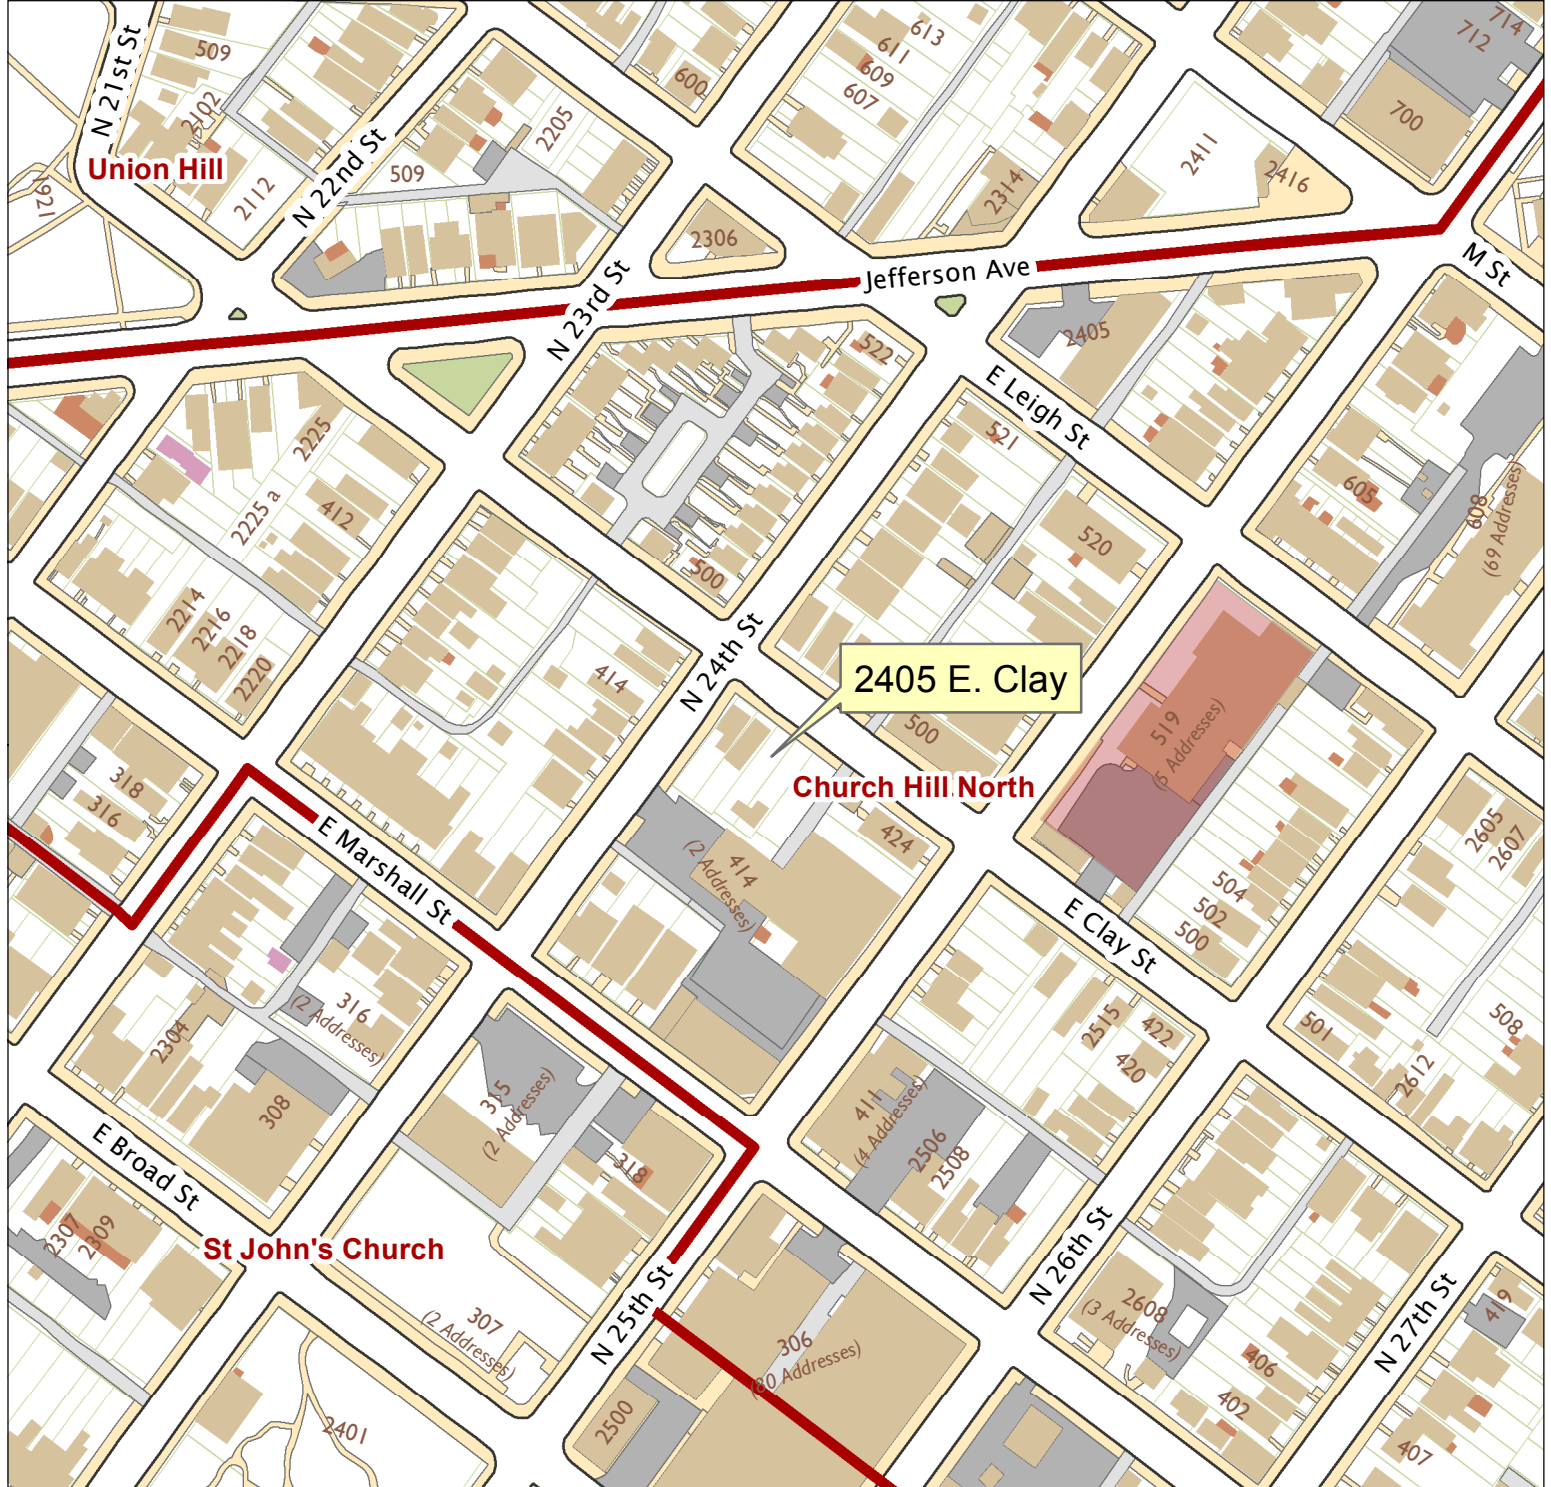 714
712
613
611
509
609
600
607
700
N 21st St
2102
2205
2411
Union Hill
N 22nd St
509
2416
1921
2112
2314
2306
M St
Jefferson Ave
N 23rd St
522
2405
E Leigh St
2225
521
605
608
(69 Addresses)
2225 a
412
520
500
2214
2216
2218
2220
N 24th St
414
2405 E. Clay
519
(5 Addresses)
500
318
316
Church Hill North
424
2605
2607
E Marshall St
414
(2 Addresses)
504
502
500
E Clay St
316
(2 Addresses)
2304
2515
422
420
501
508
2612
315
(2 Addresses)
308
411
(4 Addresses)
2506
2508
E Broad St
318
2307
2309
St John's Church
N 25th St
N 26th St
307
(2 Addresses)
2608
(3 Addresses)
N 27th St
419
306
(80 Addresses)
406
402
2401
2500
407